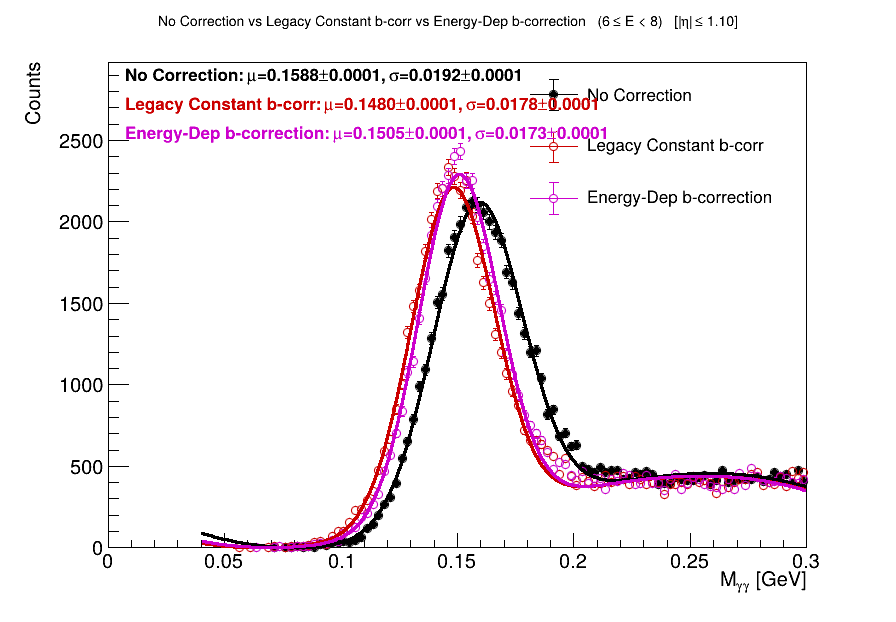 No Correction vs Legacy Constant b-corr vs Energy-Dep b-correction (6 ≤ E < 8) [|η| ≤ 1.10]
Counts
No Correction: μ=0.1588±0.0001, σ=0.0192±0.0001
Legacy Constant b-corr: μ=0.1480±0.0001, σ=0.0178±0.0001
Energy-Dep b-correction: μ=0.1505±0.0001, σ=0.0173±0.0001
No Correction
Legacy Constant b-corr
Energy-Dep b-correction
2500
2000
1500
1000
500
0
0 0.05 0.1 0.15 0.2 0.25 0.3
Mγγ [GeV]